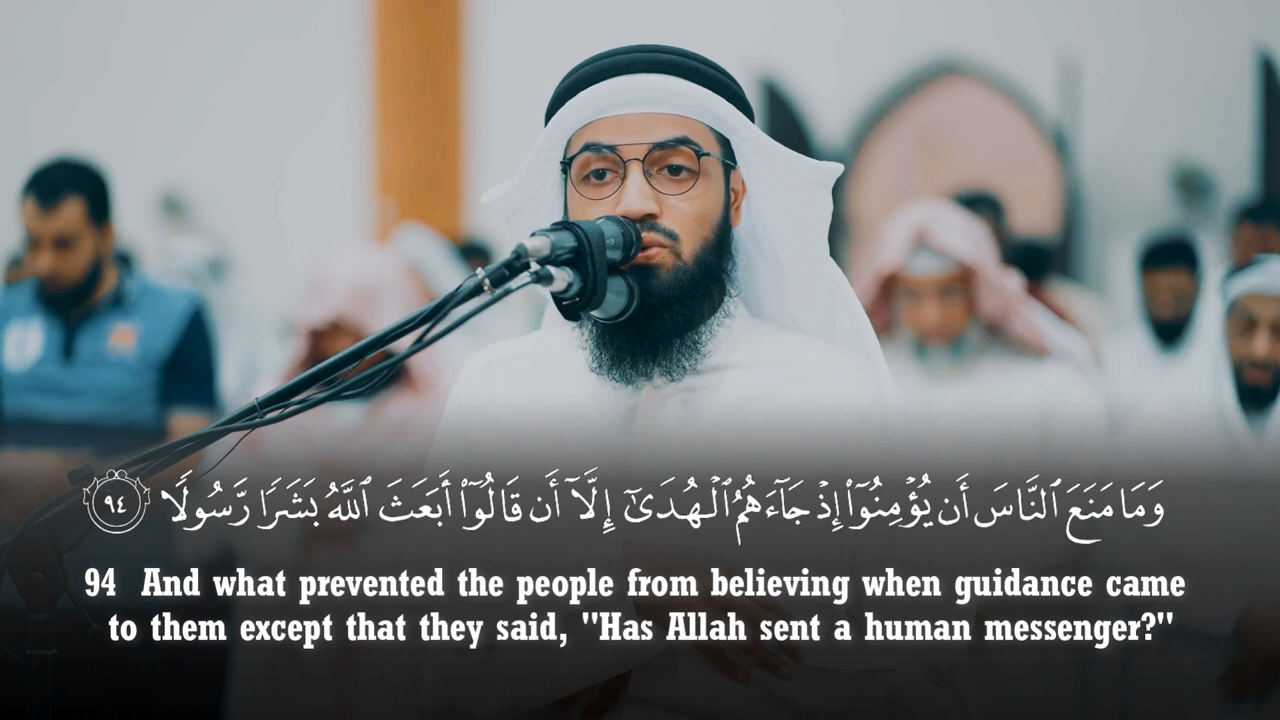 وَمَا مَنَعَ ٱلنَّاسَ أَن يُؤْمِنُوٓا۟ إِذْ جَآءَهُمُ ٱلْهُدَىٰٓ إِلَّآ أَن قَالُوٓا۟ أَبَعَثَ ٱللَّهُ بَشَرًا رَّسُولًا ٩٤
94 And what prevented the people from believing when guidance came
to them except that they said, "Has Allah sent a human messenger?"